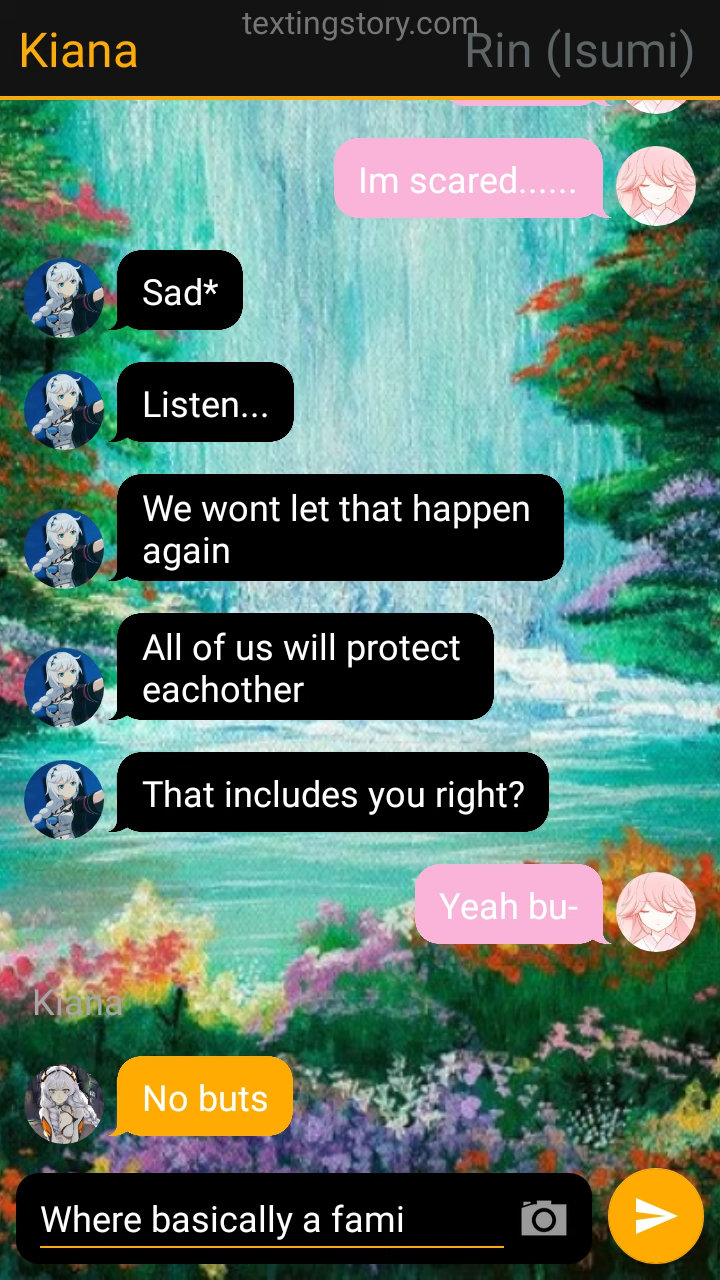 textingstory.com
Kiana
Rin (Isumi)
Im scared......
Sad*
Listen...
We wont let that happen
again
All of us will protect
eachother
That includes you right?
Yeah bu-
Kiana
No buts
Where basically a fami